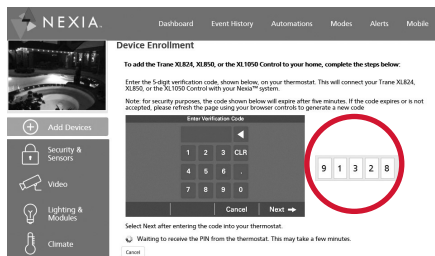 NEXIA.
Dashboard Event History Automations Modes Alerts Mobile
Device Enrollment
To add the Trane XL824, XL850, or the XL1050 Control to your home, complete the steps below:
Enter the 5-digit verification code, shown below, on your thermostat. This will connect your Trane XL824,
XL850, or the XL1050 Control with your Nexia™ system.
Note: for security purposes, the code shown below will expire after five minutes. If the code expires or is not
accepted, please refresh the page using your browser controls to generate a new code
Enter Verification Code
1 2 3 CLR
4 5 6 .
7 8 9 0
Cancel Next
9 1 3 2 8
Add Devices
Security &
Sensors
Video
Lighting &
Modules
Climate
Select Next after entering the code into your thermostat.
Waiting to receive the PIN from the thermostat. This may take a few minutes.
Cancel